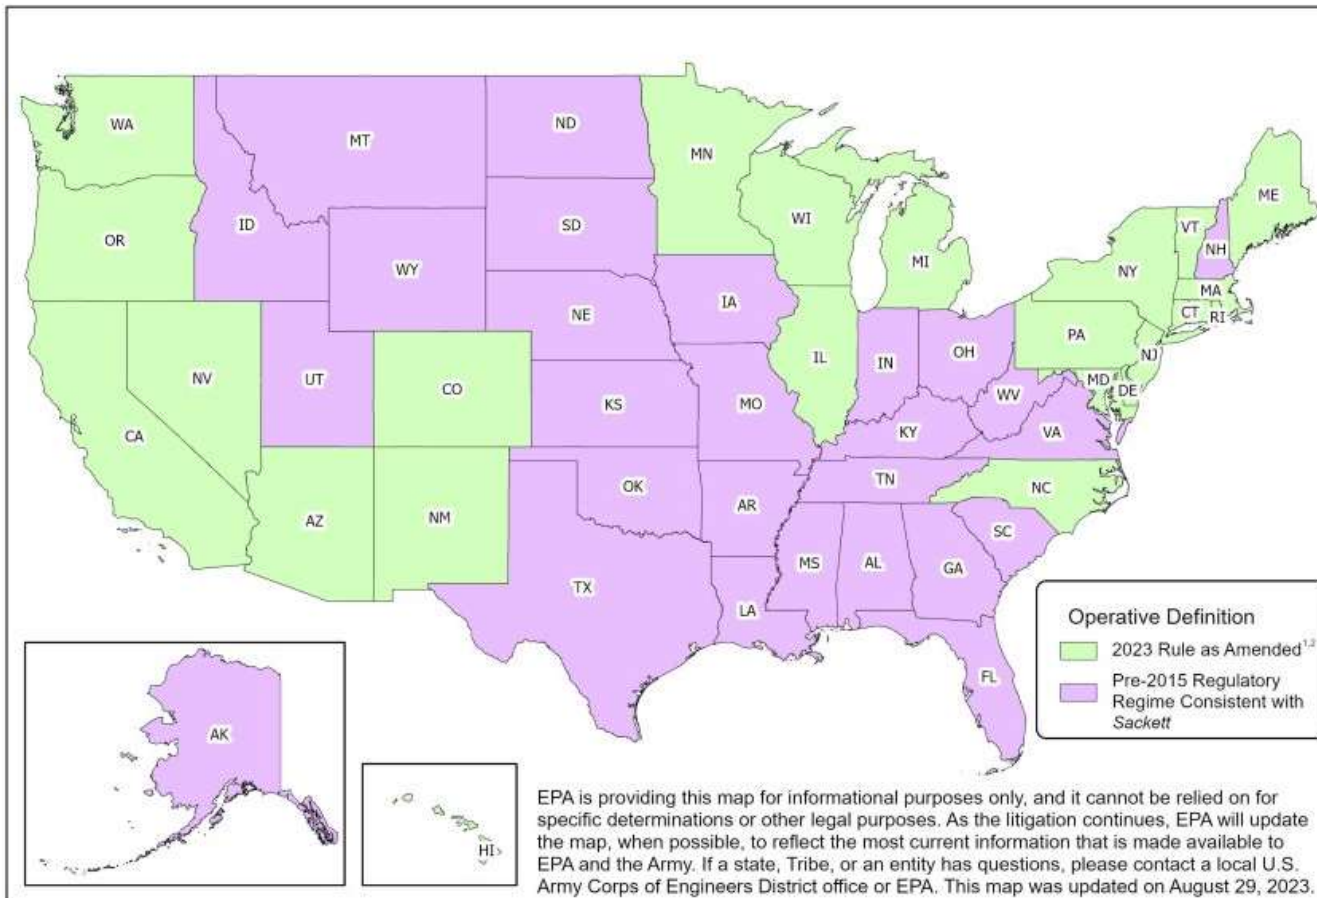 WA
MT
ND
MN
ME
VT
OR
ID
SD
WI
NH
WY
MI
NY
MA
IA
CT
RI
NE
PA
NV
IL
IN
OH
NJ
UT
CO
MD
DE
KS
MO
WV
CA
KY
VA
OK
TN
NC
AZ
NM
AR
SC
MS
AL
GA
TX
LA
FL
AK
HI
Operative Definition
2023 Rule as Amended1,2
Pre-2015 Regulatory
Regime Consistent with
Sackett
EPA is providing this map for informational purposes only, and it cannot be relied on for
specific determinations or other legal purposes. As the litigation continues, EPA will update
the map, when possible, to reflect the most current information that is made available to
EPA and the Army. If a state, Tribe, or an entity has questions, please contact a local U.S.
Army Corps of Engineers District office or EPA. This map was updated on August 29, 2023.